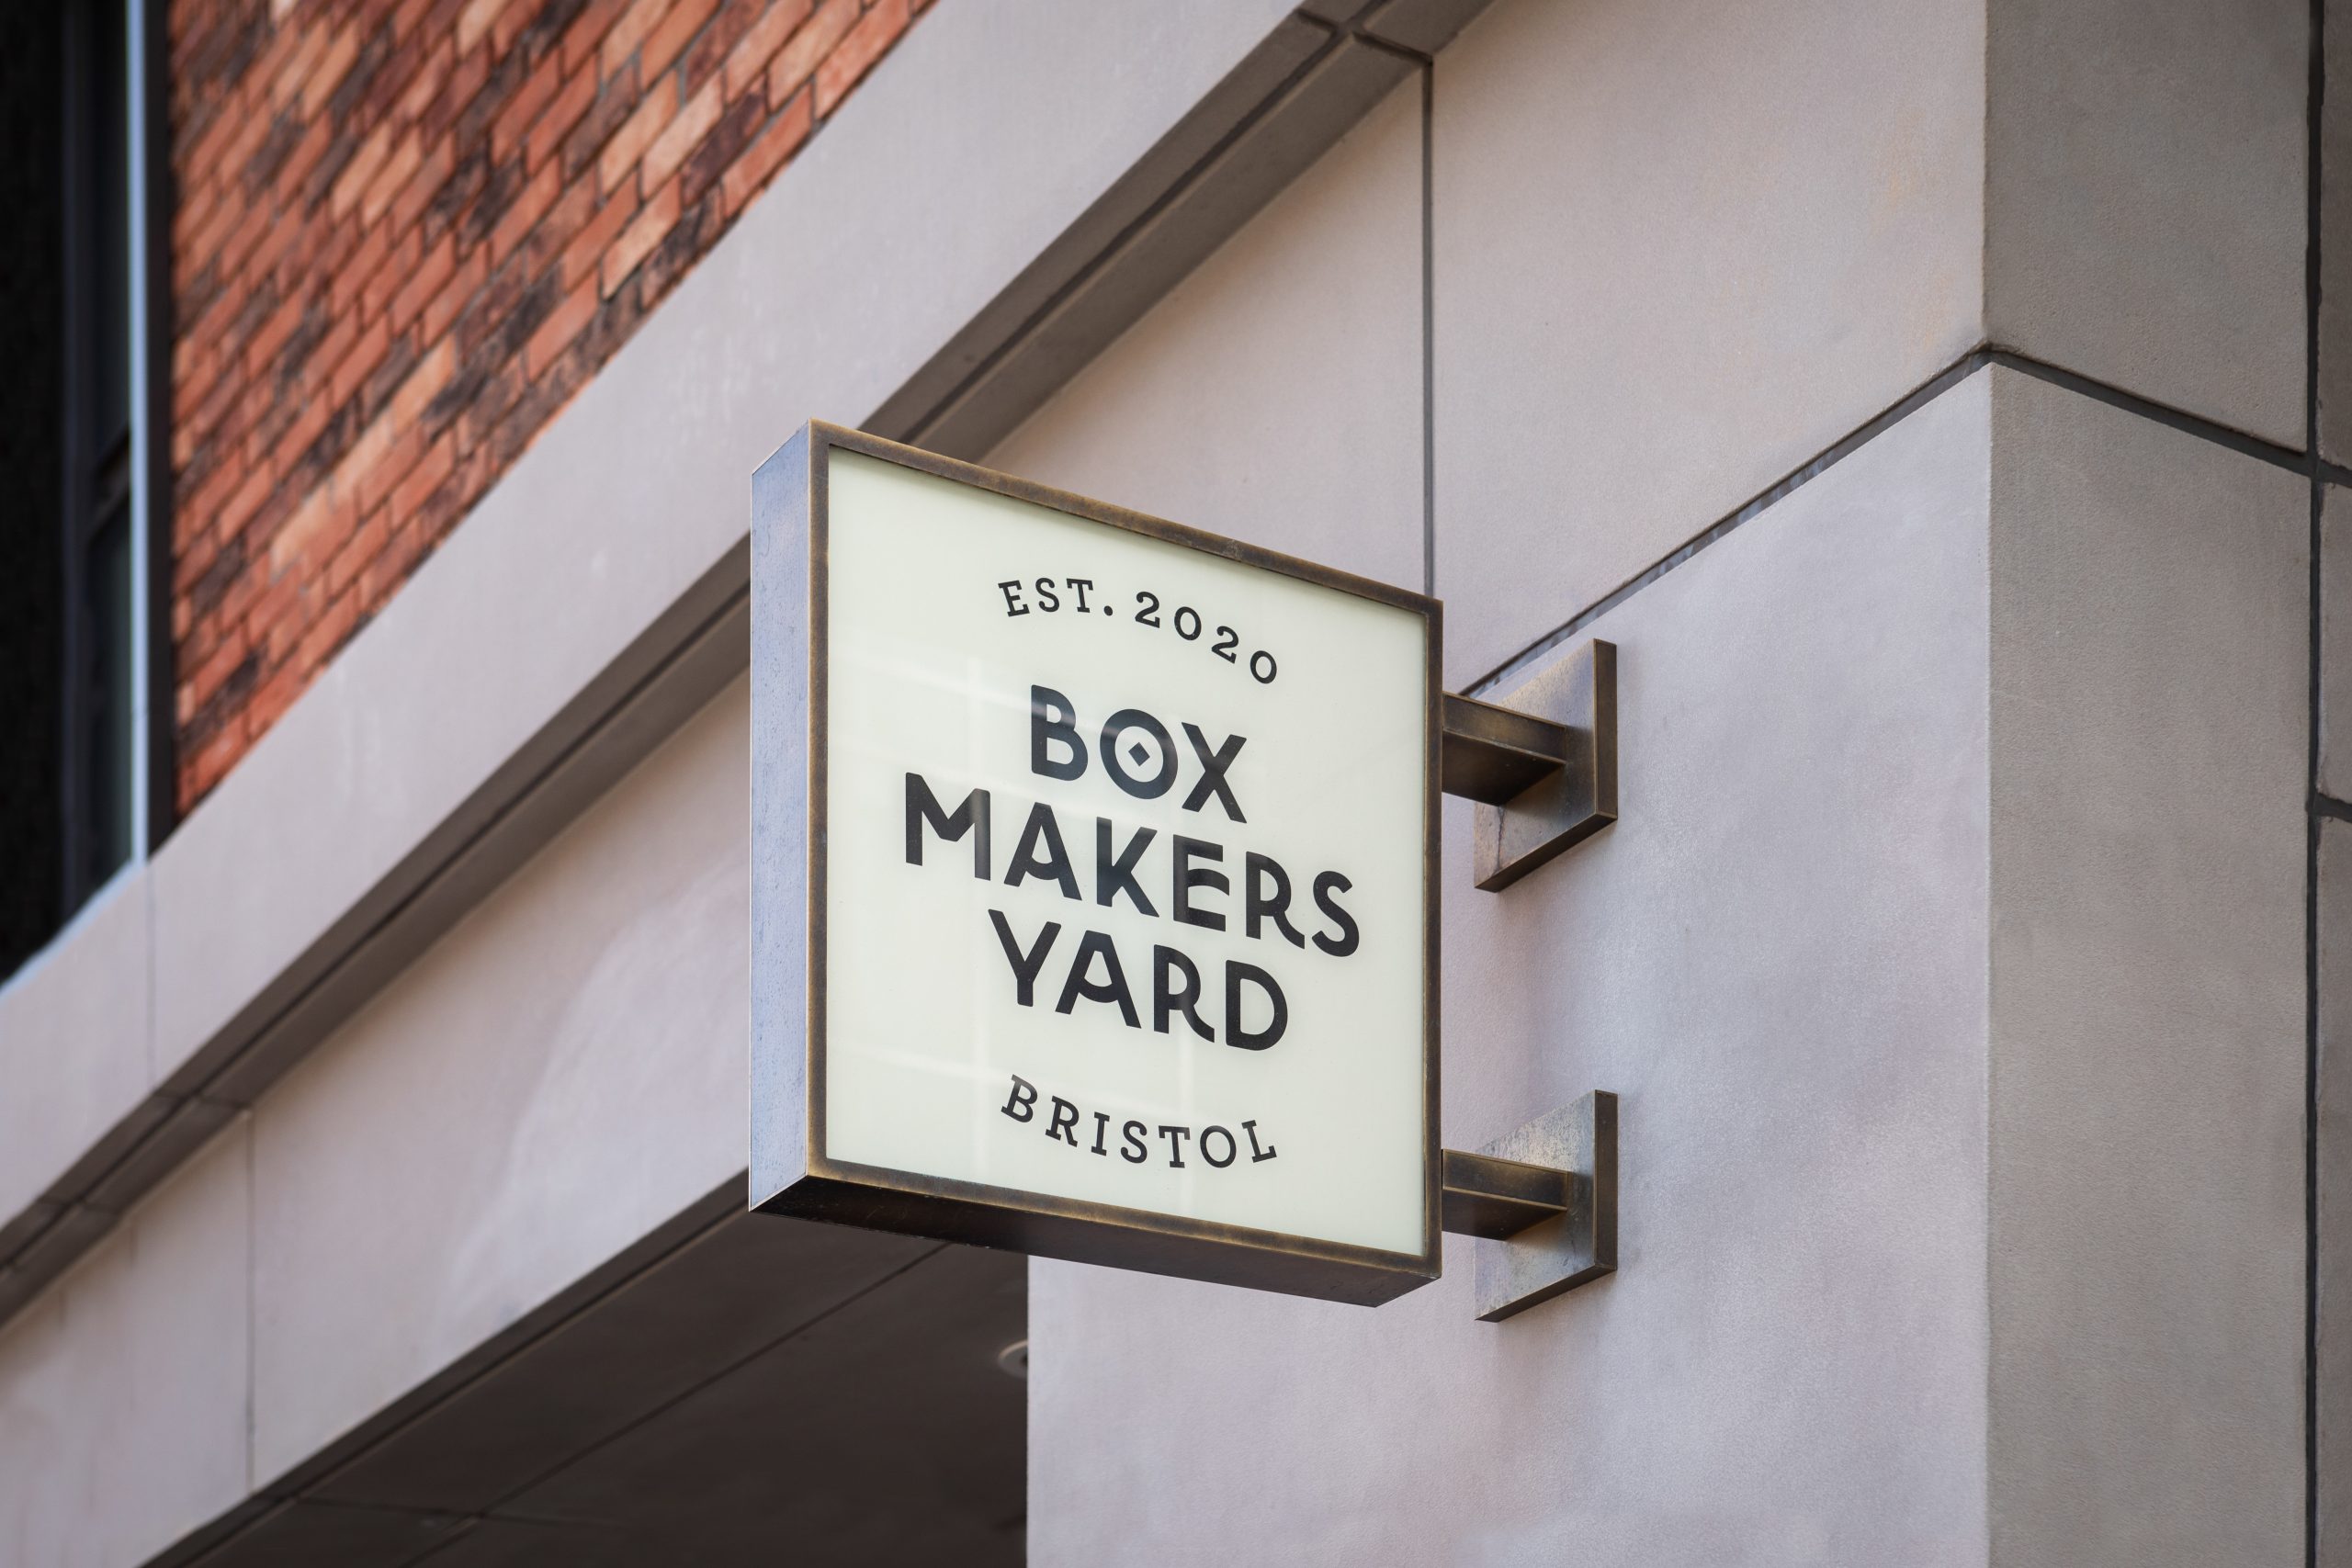 EST. 2020
BOX
MAKERS
YARD
BRISTOL